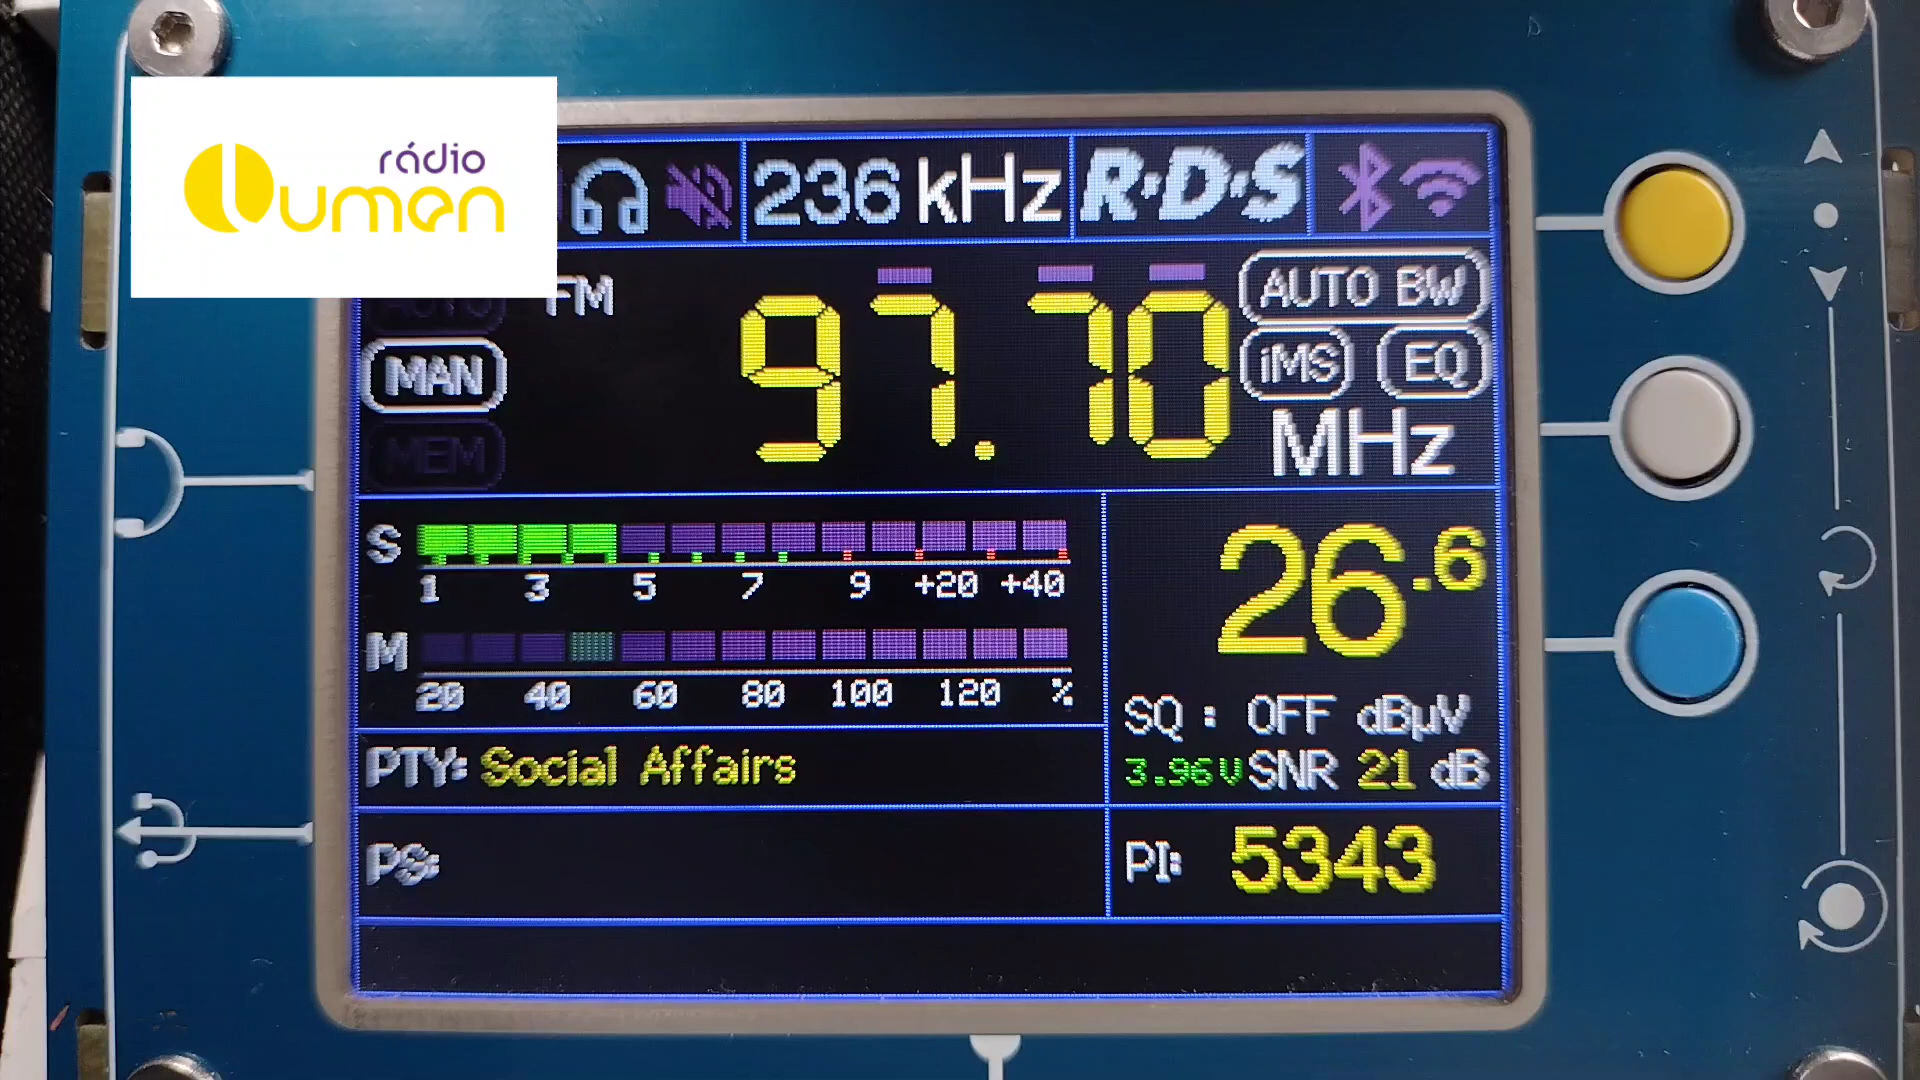 rádio
lumen
236 kHz R·D·S
AUTO FM
97.70
AUTO BW
MAN
iMS EQ
MHz
MEM
S
1 3 5 7 9 +20 +40
26.6
M
20 40 60 80 100 120 %
SQ : OFF dBµV
PTY: Social Affairs
3.96V SNR 21 dB
PS:
PI: 5343